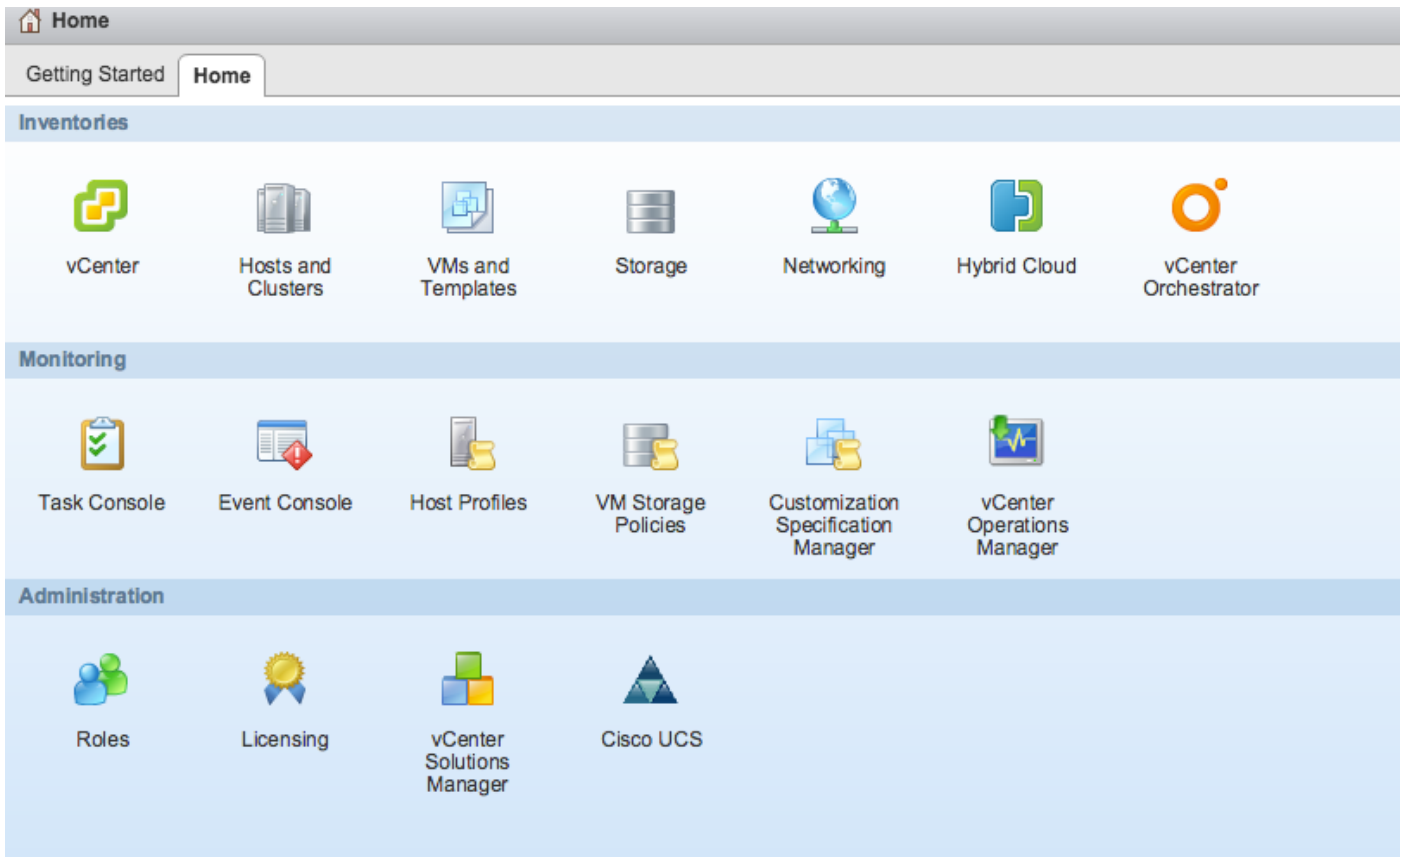 Home
Getting Started Home
Inventories
vCenter
Hosts and
Clusters
VMs and
Templates
Storage
Networking
Hybrid Cloud
vCenter
Orchestrator
Monitoring
Task Console
Event Console
Host Profiles
VM Storage
Policies
Customization
Specification
Manager
vCenter
Operations
Manager
Administration
Roles
Licensing
vCenter
Solutions
Manager
Cisco UCS